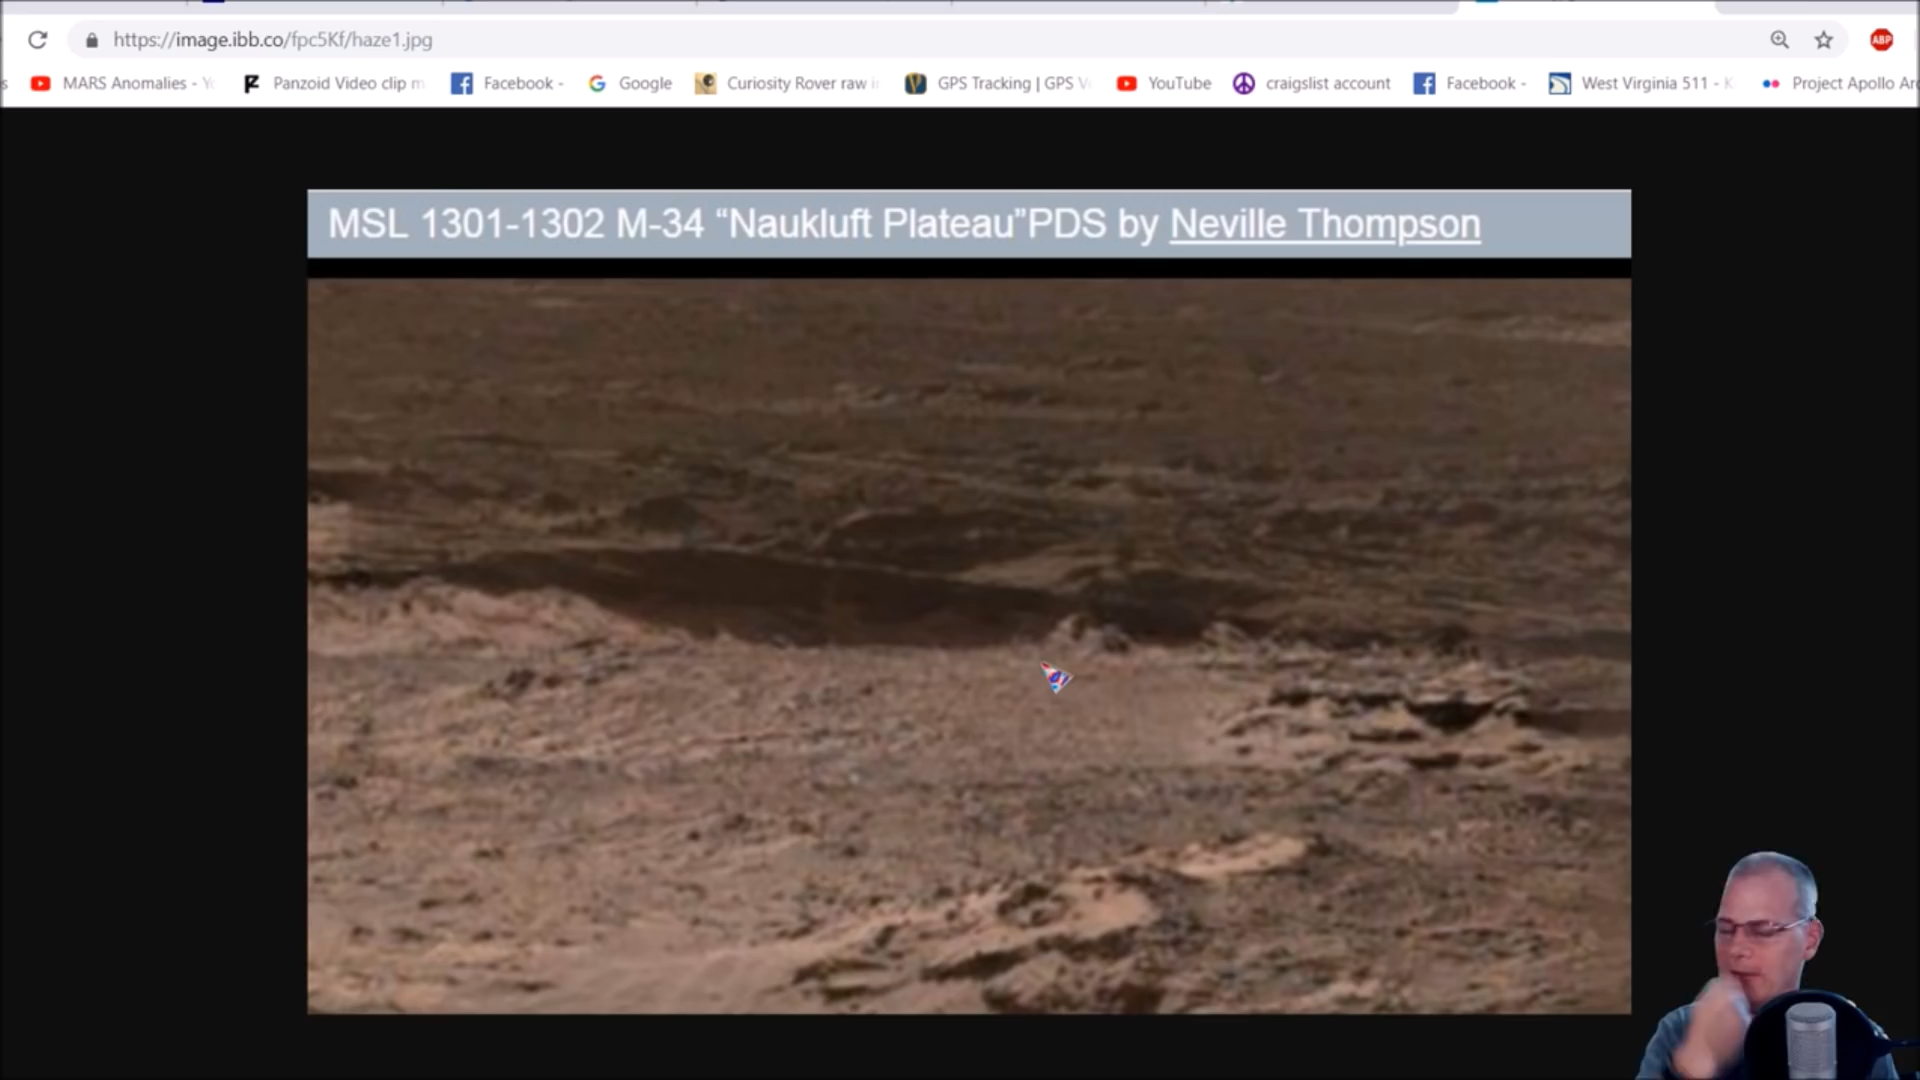 https://image.ibb.co/fpc5Kf/haze1.jpg
ABP
MARS Anomalies - Panzoid Video clip Facebook - Google Curiosity Rover raw GPS Tracking | GPS YouTube craigslist account Facebook - West Virginia 511 - Project Apollo
MSL 1301-1302 M-34 “Naukluft Plateau”PDS by Neville Thompson